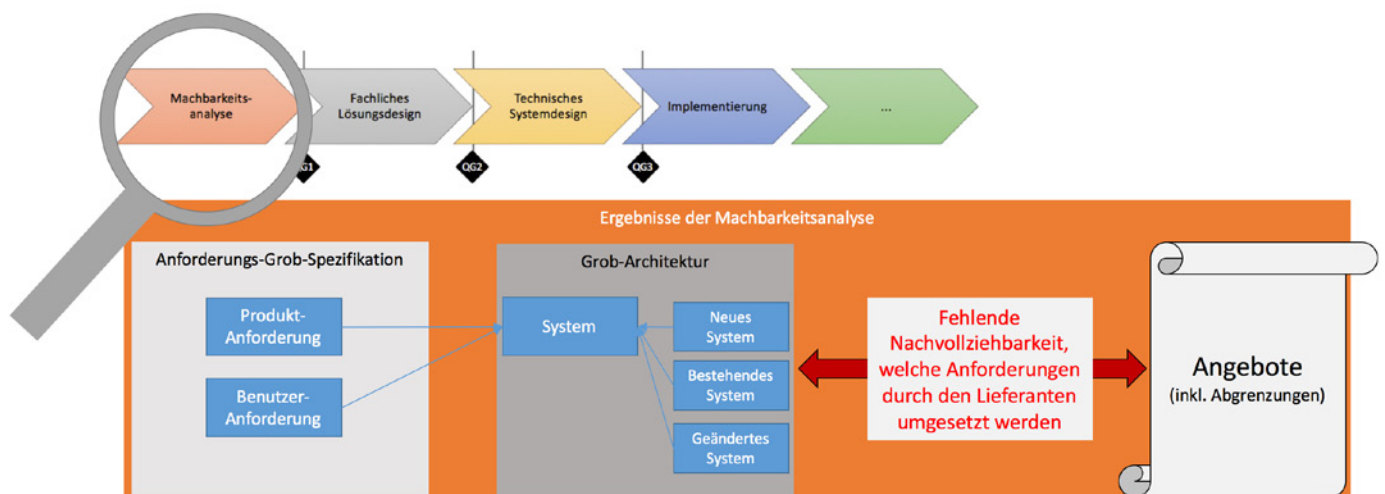 Machbarkeits-
analyse
Fachliches
Lösungsdesign
Technisches
Systemdesign
Implementierung
...
QG1
QG2
QG3
Ergebnisse der Machbarkeitsanalyse
Anforderungs-Grob-Spezifikation
Produkt-
Anforderung
Benutzer-
Anforderung
Grob-Architektur
System
Neues
System
Bestehendes
System
Geändertes
System
Fehlende
Nachvollziehbarkeit,
welche Anforderungen
durch den Lieferanten
umgesetzt werden
Angebote
(inkl. Abgrenzungen)